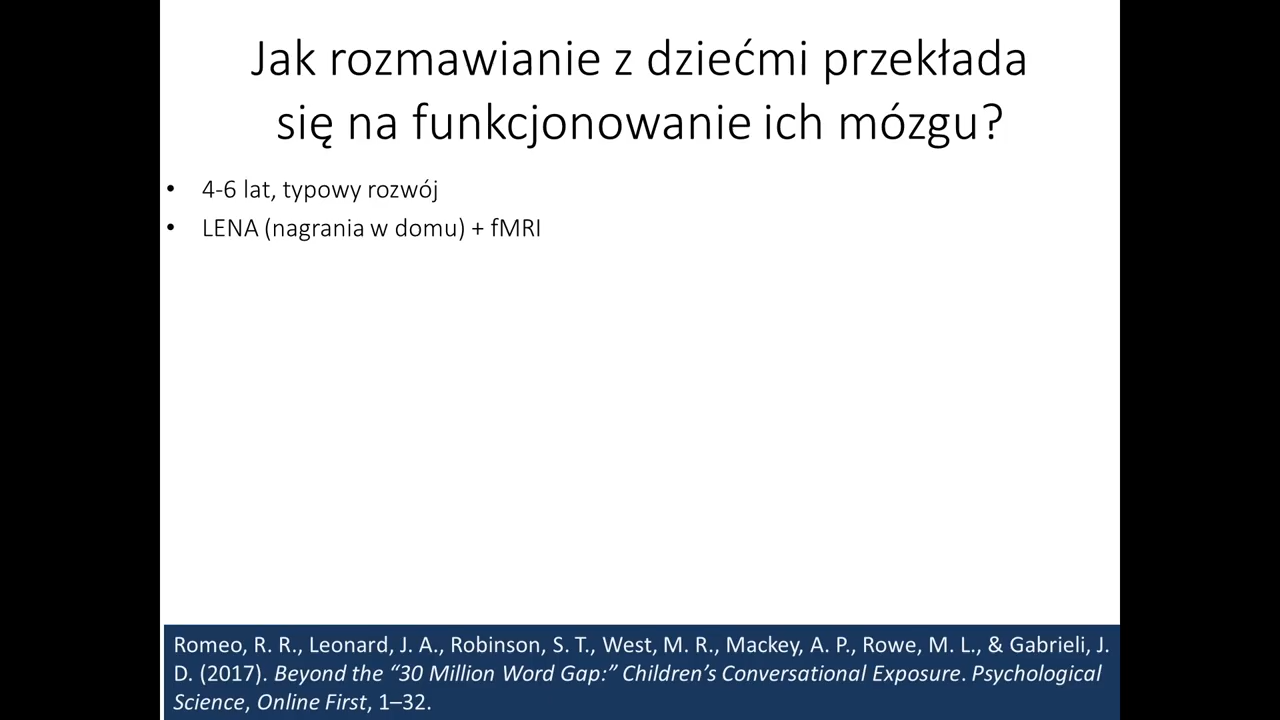 Jak rozmawianie z dziećmi przekłada
się na funkcjonowanie ich mózgu?
• 4-6 lat, typowy rozwój
• LENA (nagrania w domu) + fMRI
Romeo, R. R., Leonard, J. A., Robinson, S. T., West, M. R., Mackey, A. P., Rowe, M. L., & Gabrieli, J.
D. (2017). Beyond the “30 Million Word Gap:” Children’s Conversational Exposure. Psychological
Science, Online First, 1–32.